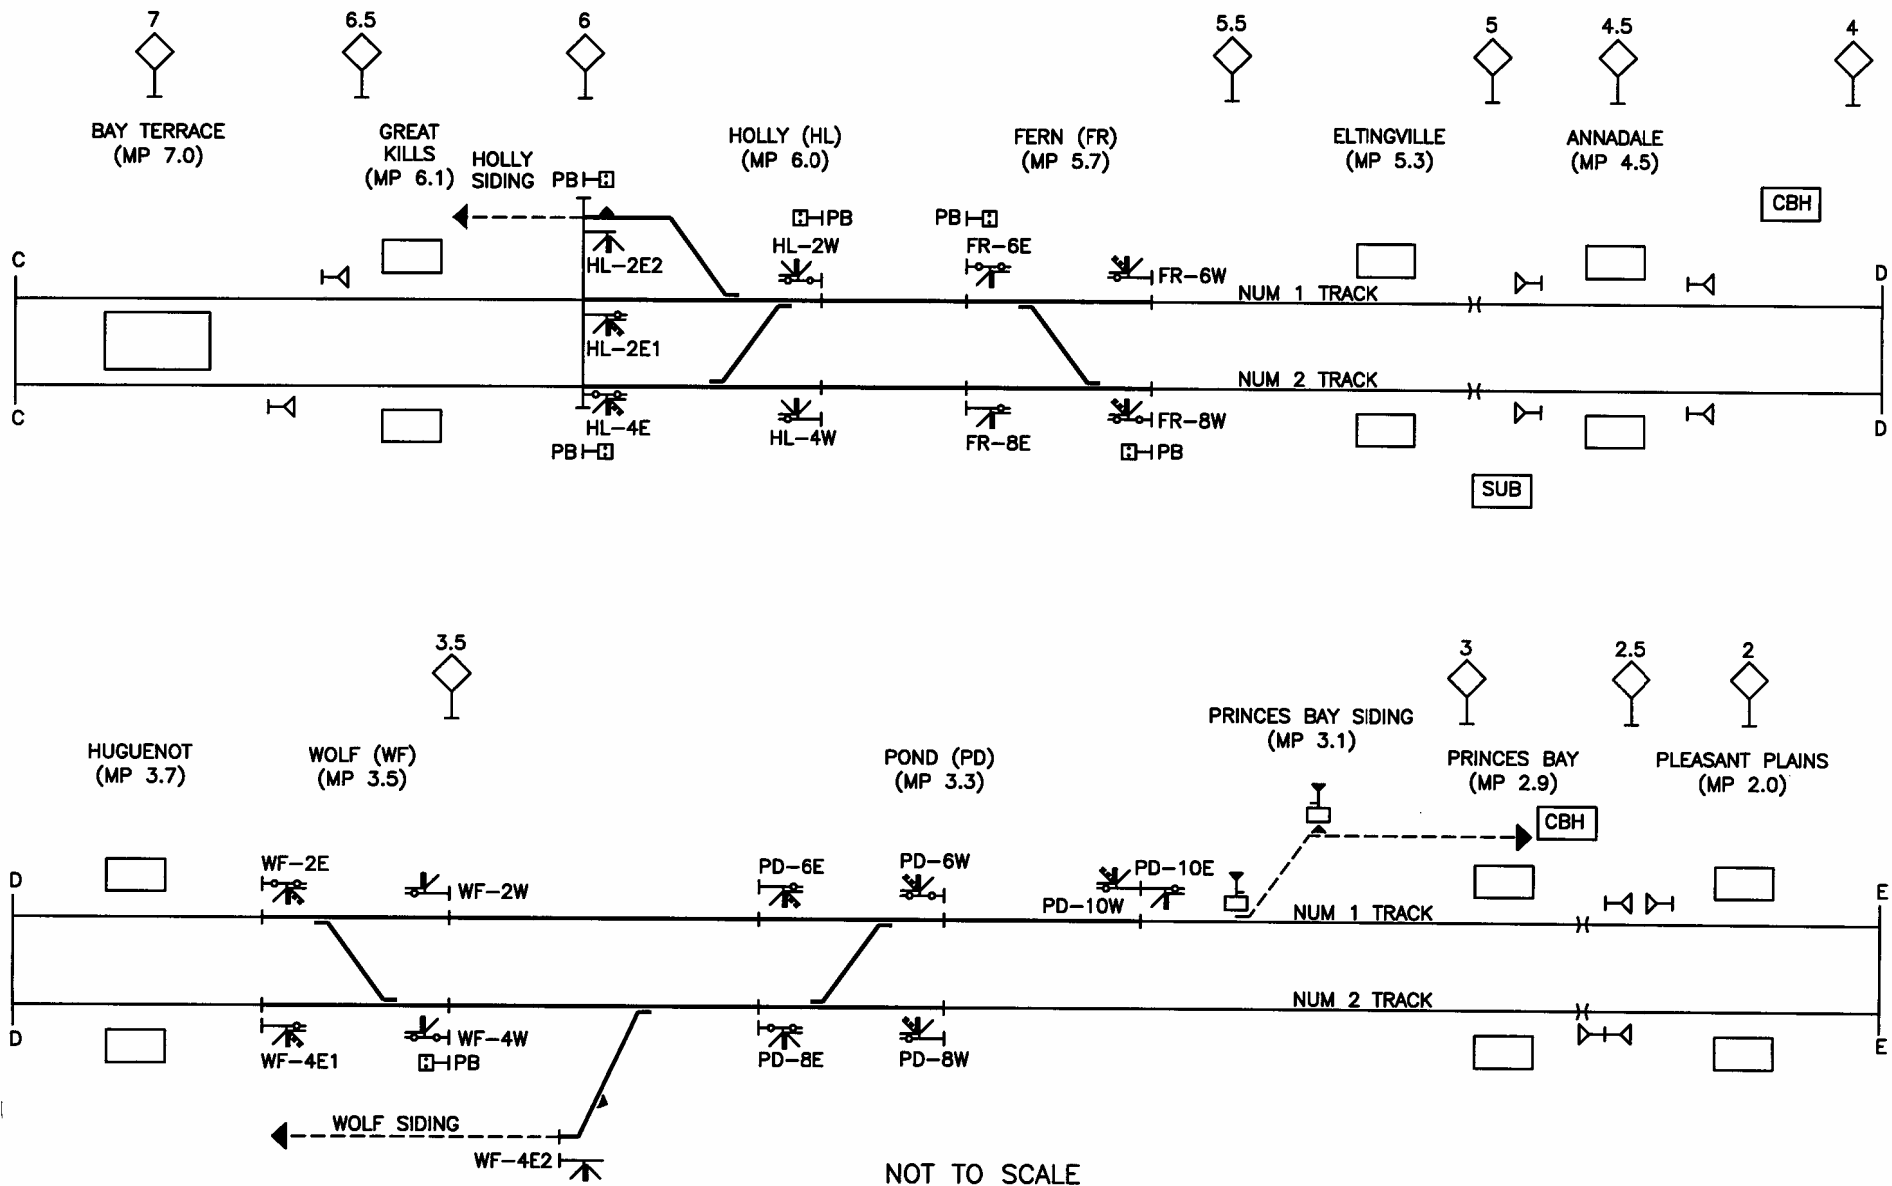 7
6.5
6
5.5
5
4.5
4
BAY TERRACE
(MP 7.0)
GREAT
KILLS
(MP 6.1)
HOLLY
SIDING
PB
HOLLY (HL)
(MP 6.0)
FERN (FR)
(MP 5.7)
ELTINGVILLE
(MP 5.3)
ANNADALE
(MP 4.5)
CBH
PB
PB
HL-2W
FR-6E
C
HL-2E2
FR-6W
D
NUM 1 TRACK
HL-2E1
NUM 2 TRACK
C
HL-4E
HL-4W
FR-8E
FR-8W
D
PB
PB
SUB
3.5
3
2.5
2
PRINCES BAY SIDING
(MP 3.1)
HUGUENOT
(MP 3.7)
WOLF (WF)
(MP 3.5)
POND (PD)
(MP 3.3)
PRINCES BAY
(MP 2.9)
PLEASANT PLAINS
(MP 2.0)
CBH
D
WF-2E
WF-2W
PD-6E
PD-6W
PD-10E
PD-10W
NUM 1 TRACK
E
NUM 2 TRACK
D
WF-4E1
WF-4W
PB
PD-8E
PD-8W
E
WOLF SIDING
WF-4E2
NOT TO SCALE